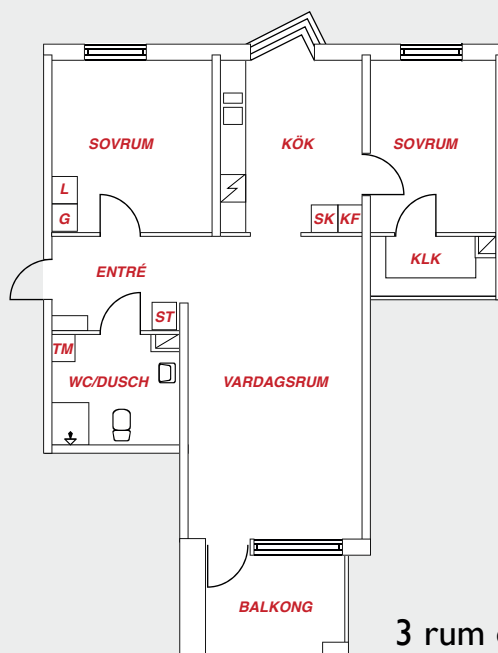 SOVRUM
KÖK
SOVRUM
L
G
SK KF
KLK
ENTRÉ
ST
TM
WC/DUSCH
VARDAGSRUM
BALKONG
3 rum